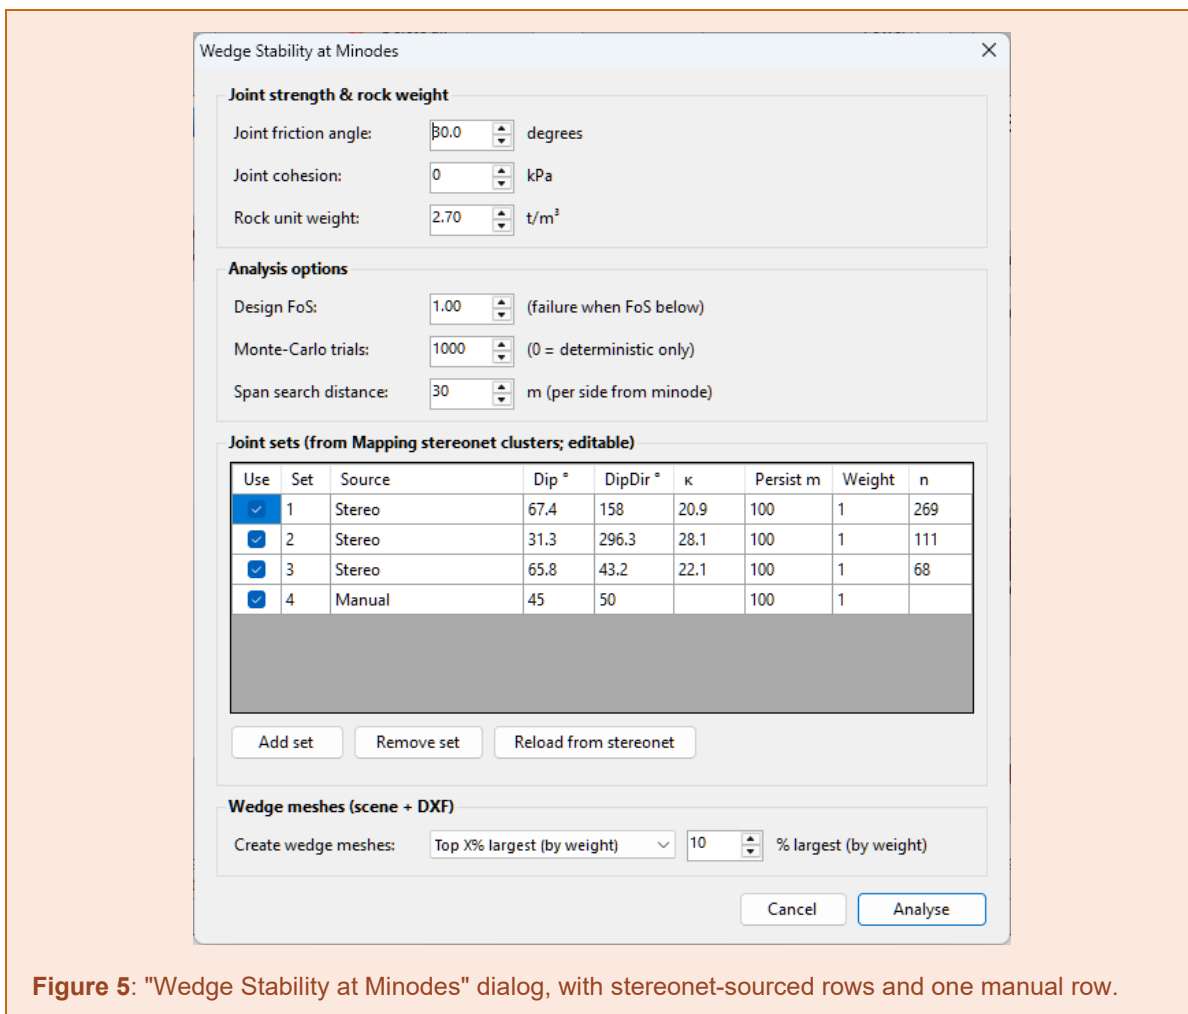 Wedge Stability at Minodes
Joint strength & rock weight
Joint friction angle: 30.0 degrees
Joint cohesion: 0 kPa
Rock unit weight: 2.70 t/m³
Analysis options
Design FoS: 1.00 (failure when FoS below)
Monte-Carlo trials: 1000 (0 = deterministic only)
Span search distance: 30 m (per side from minode)
Joint sets (from Mapping stereonet clusters; editable)
Use Set Source Dip ° DipDir ° κ Persist m Weight n
1 Stereo 67.4 158 20.9 100 1 269
2 Stereo 31.3 296.3 28.1 100 1 111
3 Stereo 65.8 43.2 22.1 100 1 68
4 Manual 45 50 100 1
Add set Remove set Reload from stereonet
Wedge meshes (scene + DXF)
Create wedge meshes: Top X% largest (by weight) 10 % largest (by weight)
Cancel Analyse
Figure 5: "Wedge Stability at Minodes" dialog, with stereonet-sourced rows and one manual row.